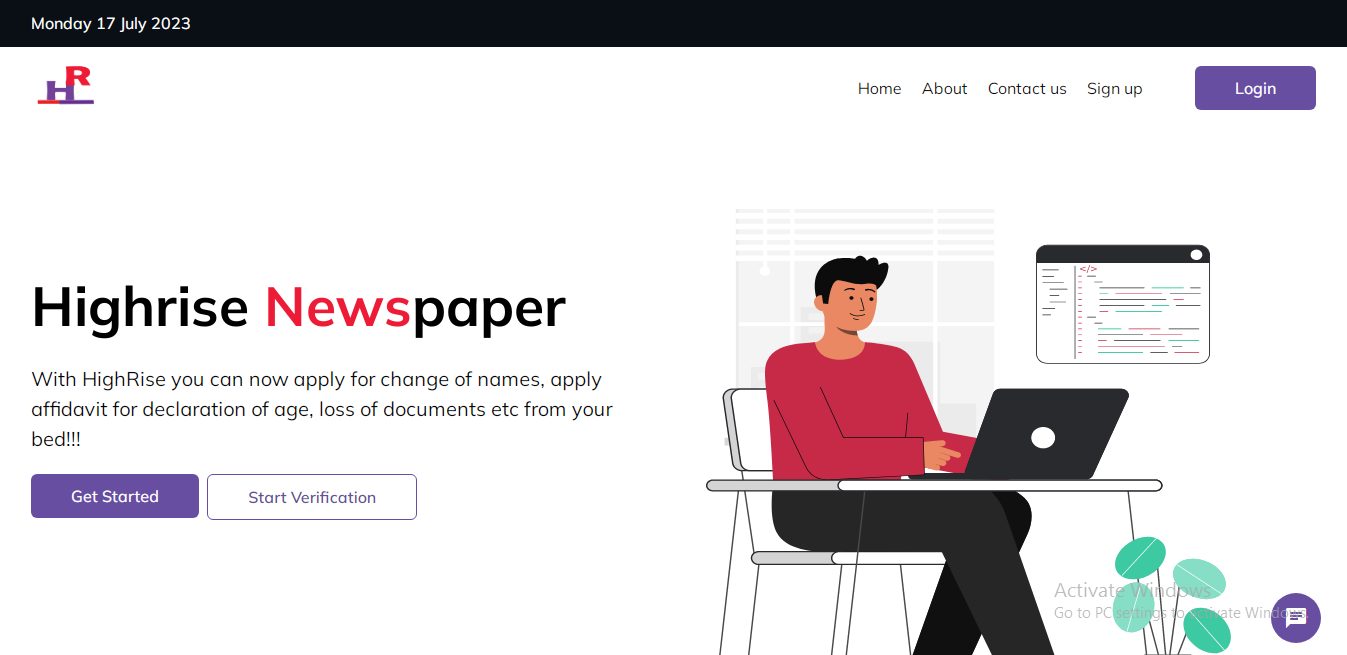 Monday 17 July 2023
HR
Home About Contact us Sign up Login
Highrise Newspaper
With HighRise you can now apply for change of names, apply
affidavit for declaration of age, loss of documents etc from your
bed!!!
Get Started Start Verification
</>
Activate Windows
Go to PC settings to activate Windows.